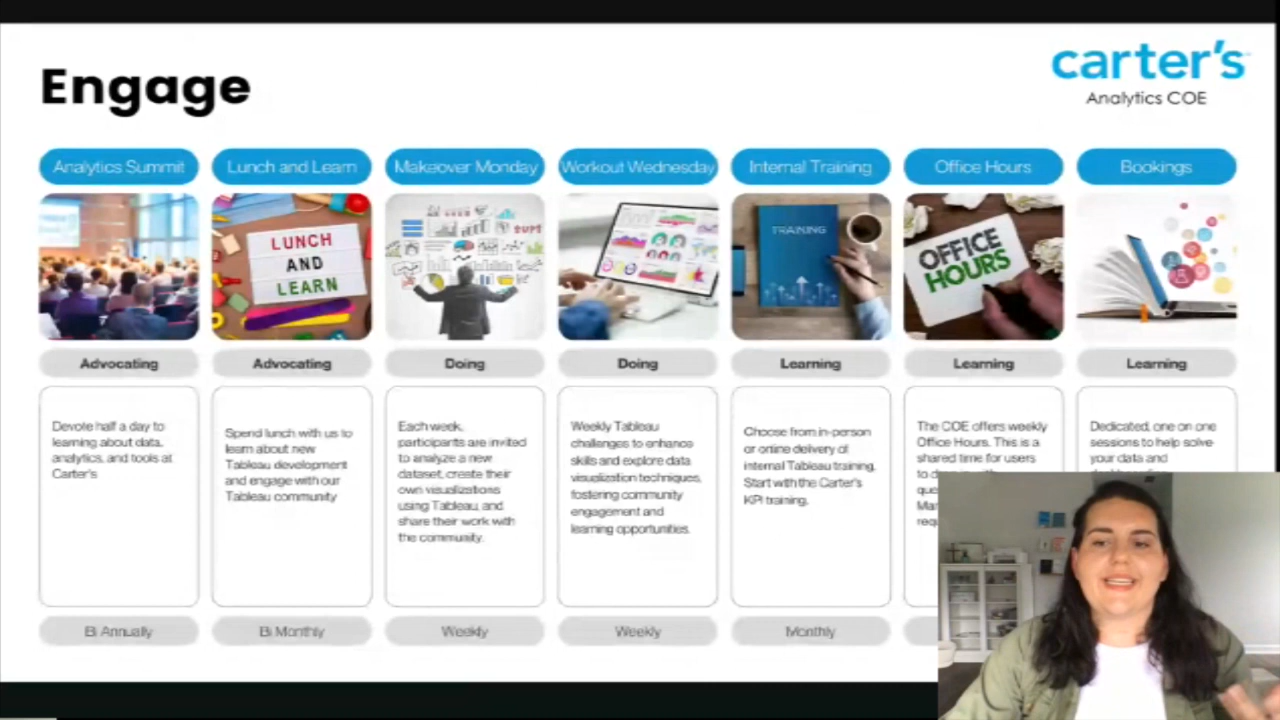 Engage
carter's
Analytics COE
Analytics Summit
Lunch and Learn
Makeover Monday
Workout Wednesday
Internal Training
Office Hours
Bookings
LUNCH
AND
LEARN
TRAINING
OFFICE
HOURS
Advocating
Advocating
Doing
Doing
Learning
Learning
Learning
Devote half a day to
learning about data,
analytics, and tools at
Carter's
Spend lunch with us to
learn about new
Tableau development
and engage with our
Tableau community
Each week,
participants are invited
to analyze a new
dataset, create their
own visualizations
using Tableau, and
share their work with
the community.
Weekly Tableau
challenges to enhance
skills and explore data
visualization techniques,
fostering community
engagement and
learning opportunities.
Choose from in-person
or online delivery of
internal Tableau training.
Start with the Carter's
KPI training.
The COE offers weekly
Office Hours. This is a
shared time for users
Dedicated, one on one
sessions to help solve
your data and
Bi Annually
Bi Monthly
Weekly
Weekly
Monthly